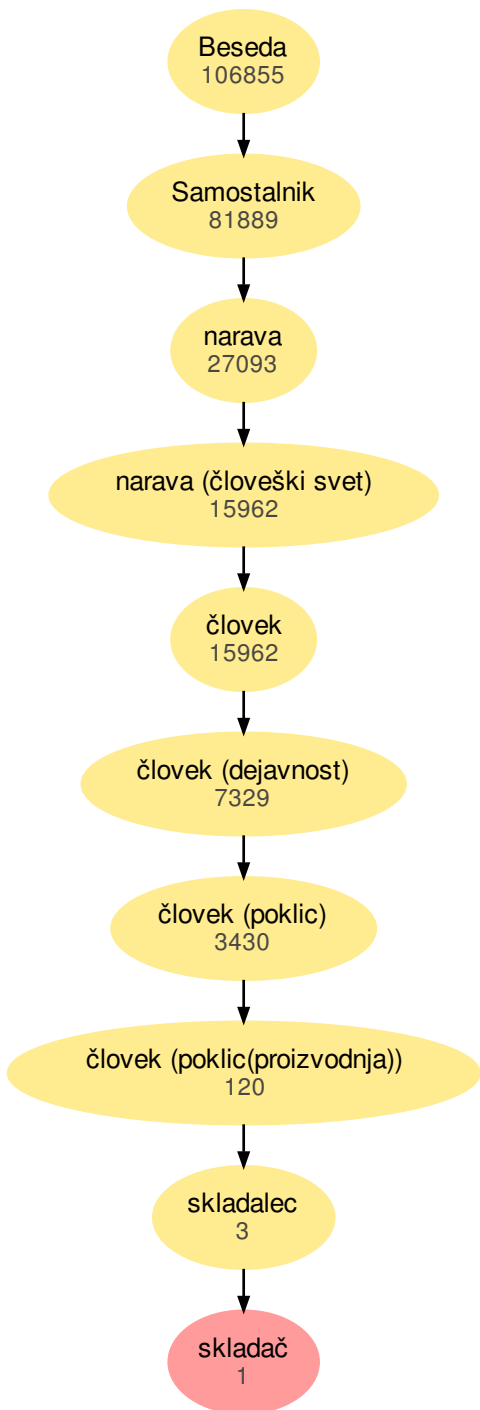 Beseda
106855
Samostalnik
81889
narava
27093
narava (človeški svet)
15962
človek
15962
človek (dejavnost)
7329
človek (poklic)
3430
človek (poklic(proizvodnja))
120
skladalec
3
skladač
1